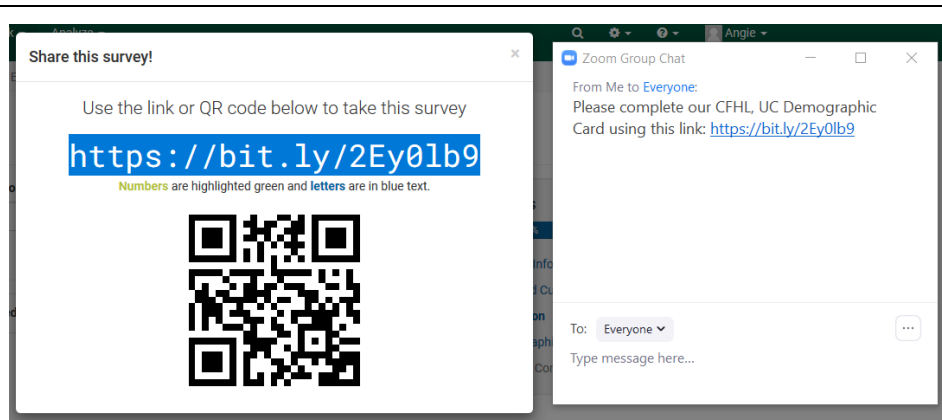 Analyze
Angie
Share this survey!
×
Use the link or QR code below to take this survey
https://bit.ly/2Ey0lb9
Numbers are highlighted green and letters are in blue text.
Zoom Group Chat
From Me to Everyone:
Please complete our CFHL, UC Demographic
Card using this link: https://bit.ly/2Ey0lb9
To: Everyone
Type message here...